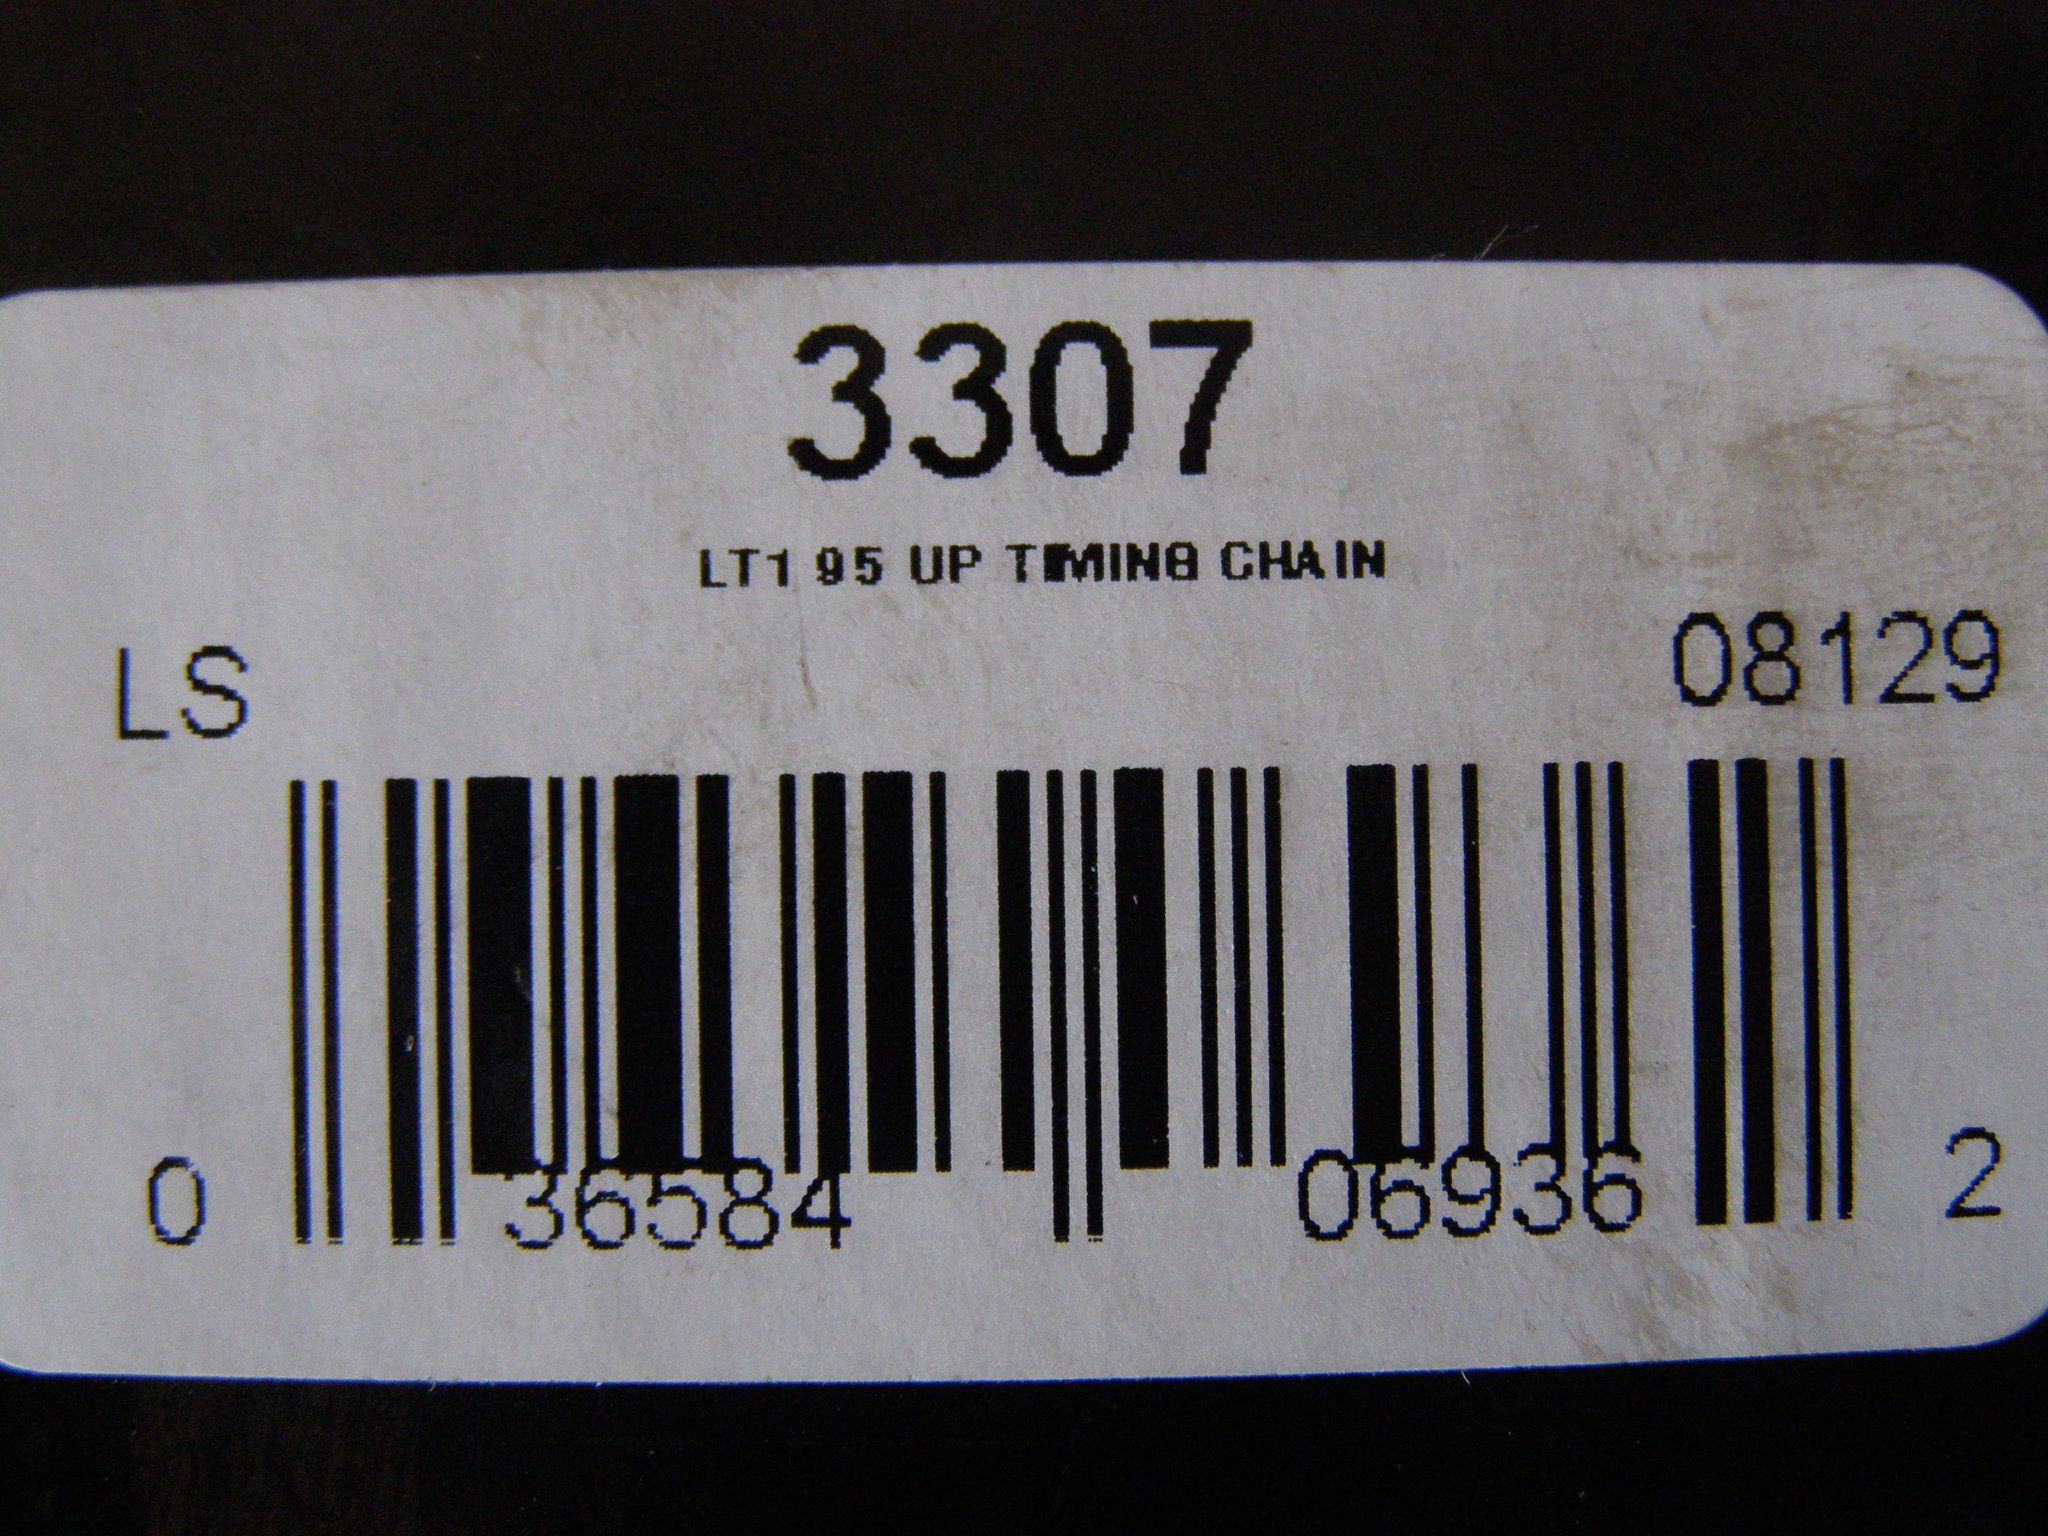 3307
LT1 95 UP TIMING CHAIN
LS 08129
0 36584 06936 2